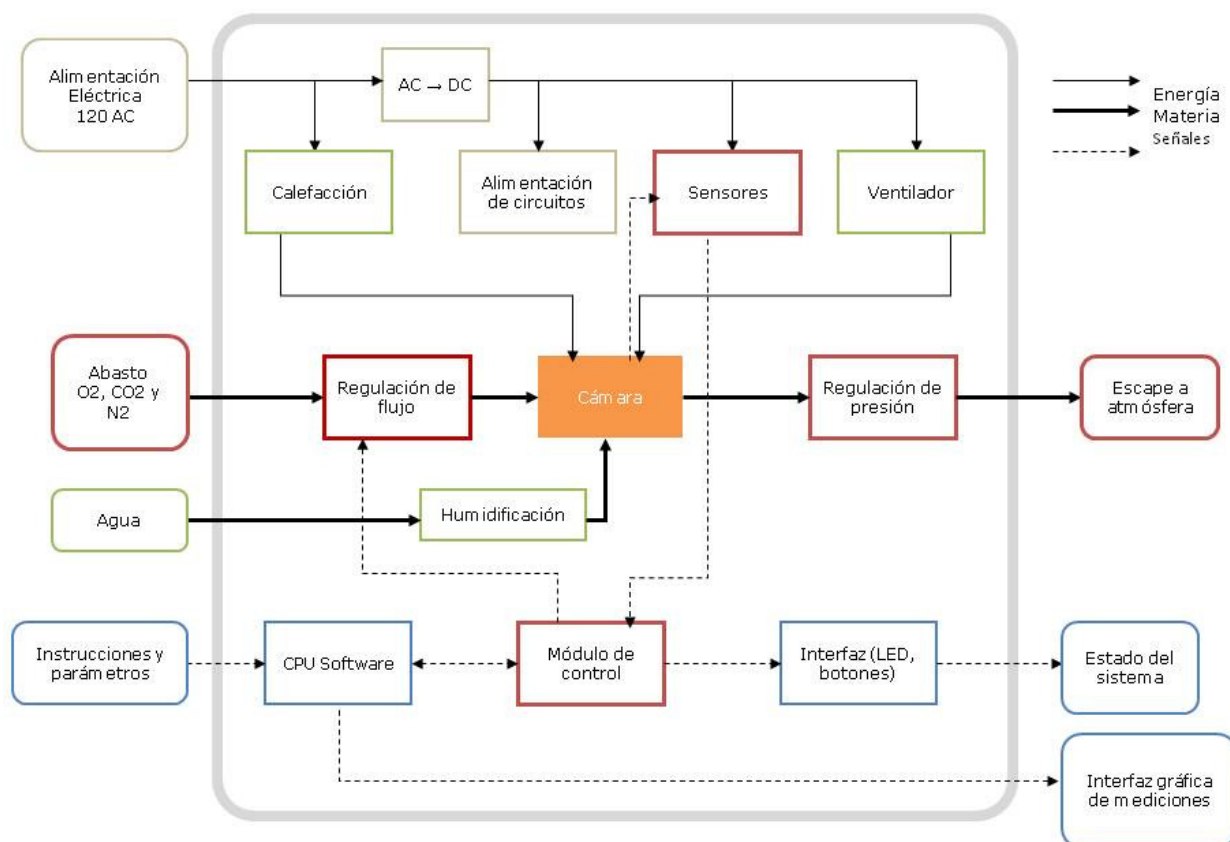 Alimentación
Eléctrica
120 AC
AC → DC
Energía
Materia
Señales
Calefacción
Alimentación
de circuitos
Sensores
Ventilador
Abasto
O2, CO2 y
N2
Regulación de
flujo
Cámara
Regulación de
presión
Escape a
atmósfera
Agua
Humidificación
Instrucciones y
parámetros
CPU Software
Módulo de
control
Interfaz (LED,
botones)
Estado del
sistema
Interfaz gráfica
de mediciones